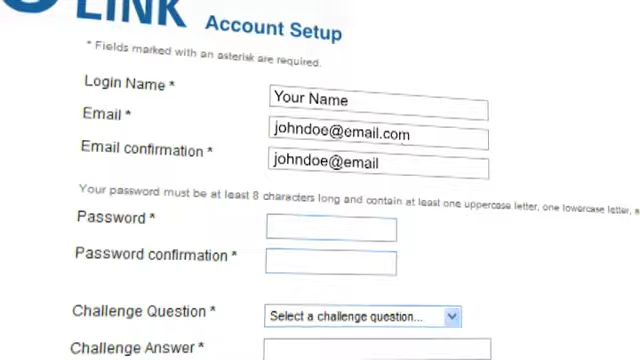 LINK Account Setup
* Fields marked with an asterisk are required.
Login Name * Your Name
Email * johndoe@email.com
Email confirmation * johndoe@email
Your password must be at least 8 characters long and contain at least one uppercase letter, one lowercase letter, a
Password *
Password confirmation *
Challenge Question * Select a challenge question...
Challenge Answer *